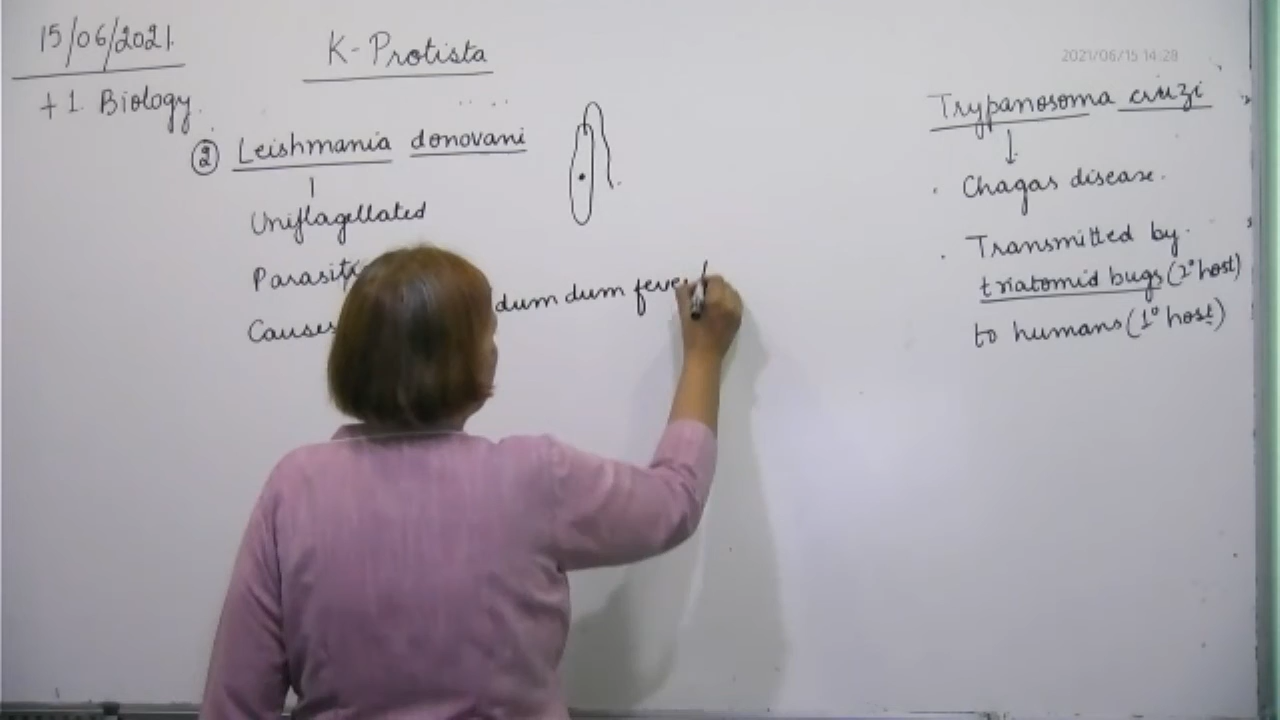 15/06/2021.
K-Protista
2021/06/15 14:28
+1 Biology.
② Leishmania donovani
Uniflagellated
Causes
dum dum fever
Trypanosoma cruzi
Chagas disease.
Transmitted by
triatomid bugs (2° host)
to humans (1° host)